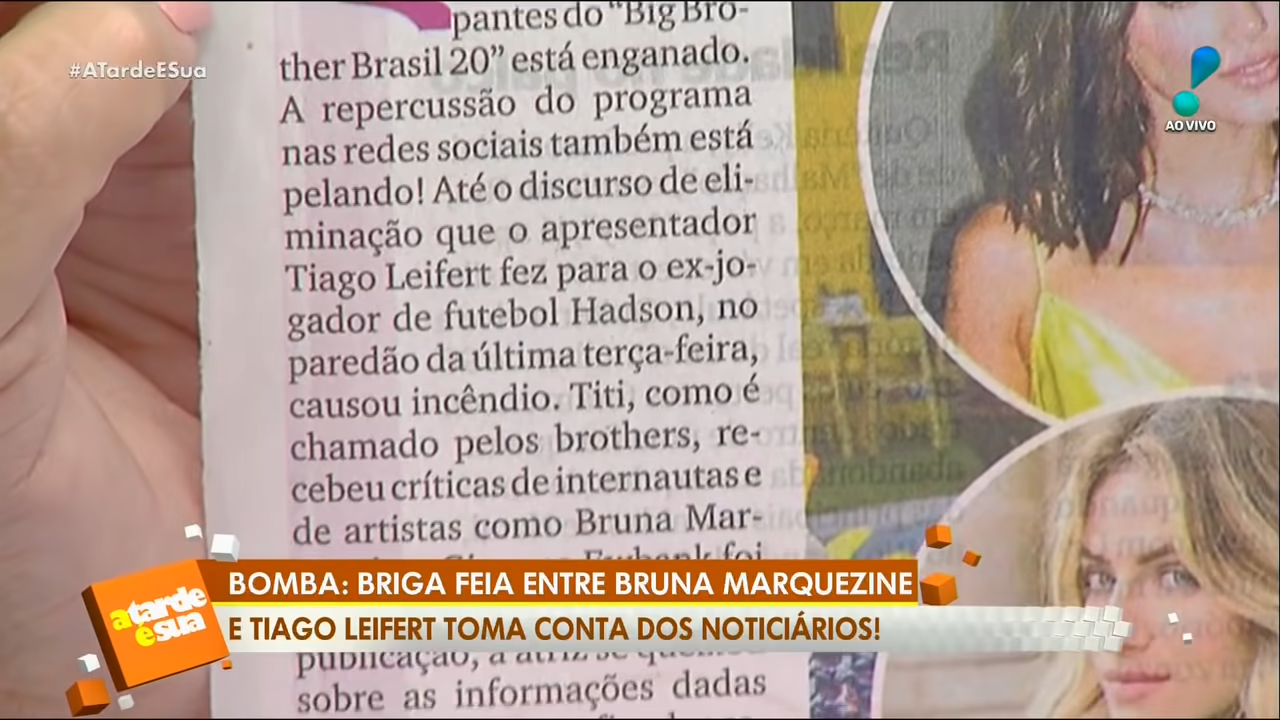 #ATardeESua
AO VIVO
pantes do "Big Bro-
ther Brasil 20" está enganado.
A repercussão do programa
nas redes sociais também está
pelando! Até o discurso de eli-
minação que o apresentador
Tiago Leifert fez para o ex-jo-
gador de futebol Hadson, no
paredão da última terça-feira,
causou incêndio. Titi, como é
chamado pelos brothers, re-
cebeu críticas de internautas e
de artistas como Bruna Mar-
Ewbank foi
a tarde
é sua
BOMBA: BRIGA FEIA ENTRE BRUNA MARQUEZINE
E TIAGO LEIFERT TOMA CONTA DOS NOTICIÁRIOS!
publicação, a atriz se
sobre as informações dadas